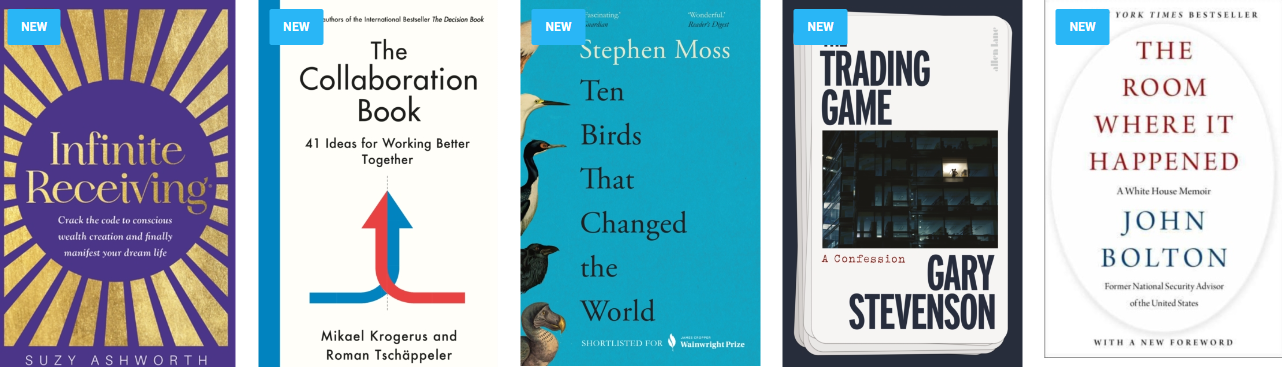 NEW
Infinite
Receiving
Crack the code to conscious
wealth creation and finally
manifest your dream life
SUZY ASHWORTH
NEW
authors of the International Bestseller The Decision Book
The
Collaboration
Book
41 Ideas for Working Better
Together
Mikael Krogerus and
Roman Tschäppeler
NEW
Fascinating,'
'Wonderful.'
Guardian
Reader's Digest
Stephen Moss
Ten
Birds
That
Changed
the
World
SHORTLISTED FOR
Wainwright Prize
NEW
THE
TRADING
GAME
allen lane
A Confession
GARY
STEVENSON
NEW
YORK TIMES BESTSELLER
THE
ROOM
WHERE IT
HAPPENED
A White House Memoir
JOHN
BOLTON
Former National Security Advisor
of the United States
WITH A NEW FOREWORD